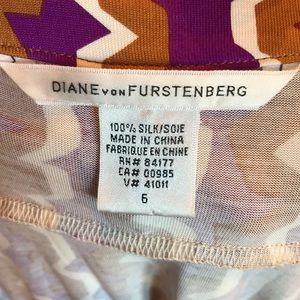 DIANE VON FURSTENBERG
100% SILK/SOIE
MADE IN CHINA
FABRIQUE EN CHINE
RN# 84177
CA# 00985
V# 41011
6